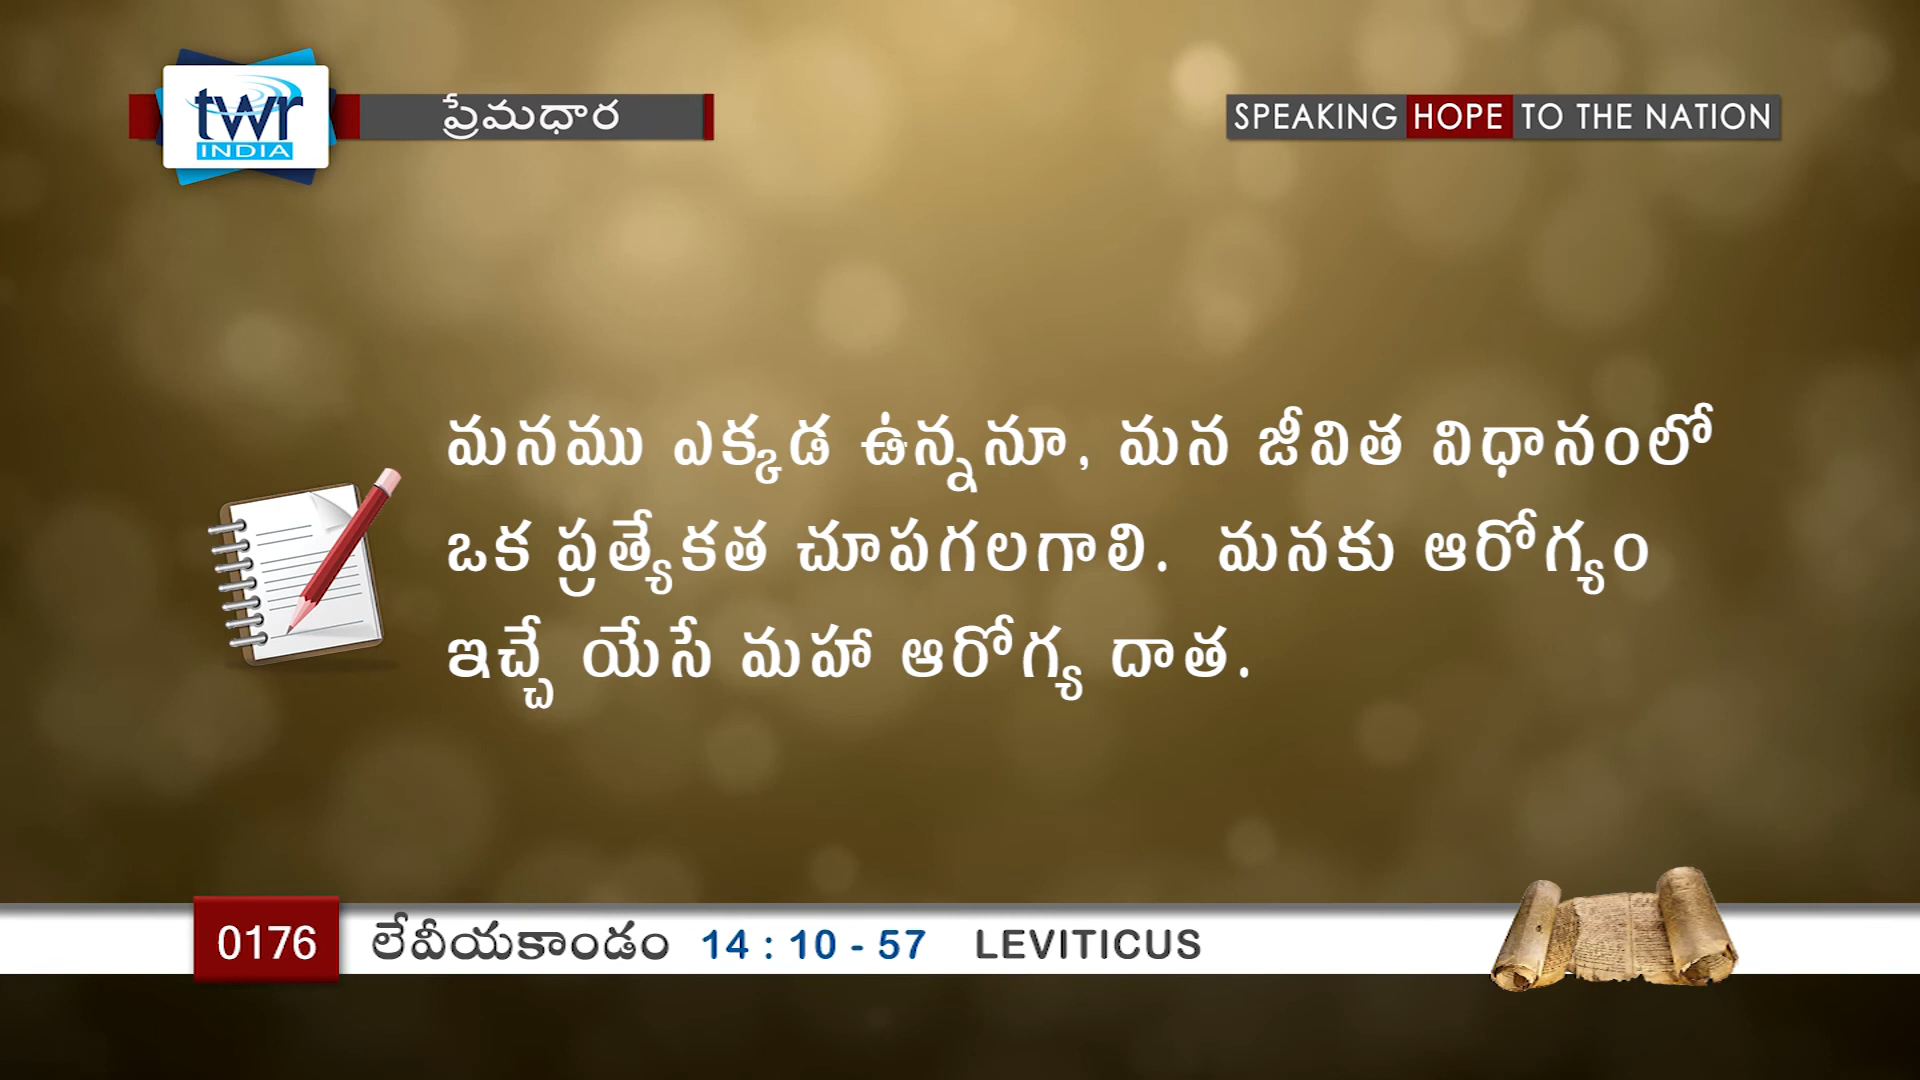 twr
INDIA
ప్రేమధార
SPEAKING HOPE TO THE NATION
మనము ఎక్కడ ఉన్ననూ, మన జీవిత విధానంలో
ఒక ప్రత్యేకత చూపగలగాలి. మనకు ఆరోగ్యం
ఇచ్చే యేసే మహా ఆరోగ్య దాత.
0176 లేవీయకాండం 14 : 10 - 57 LEVITICUS